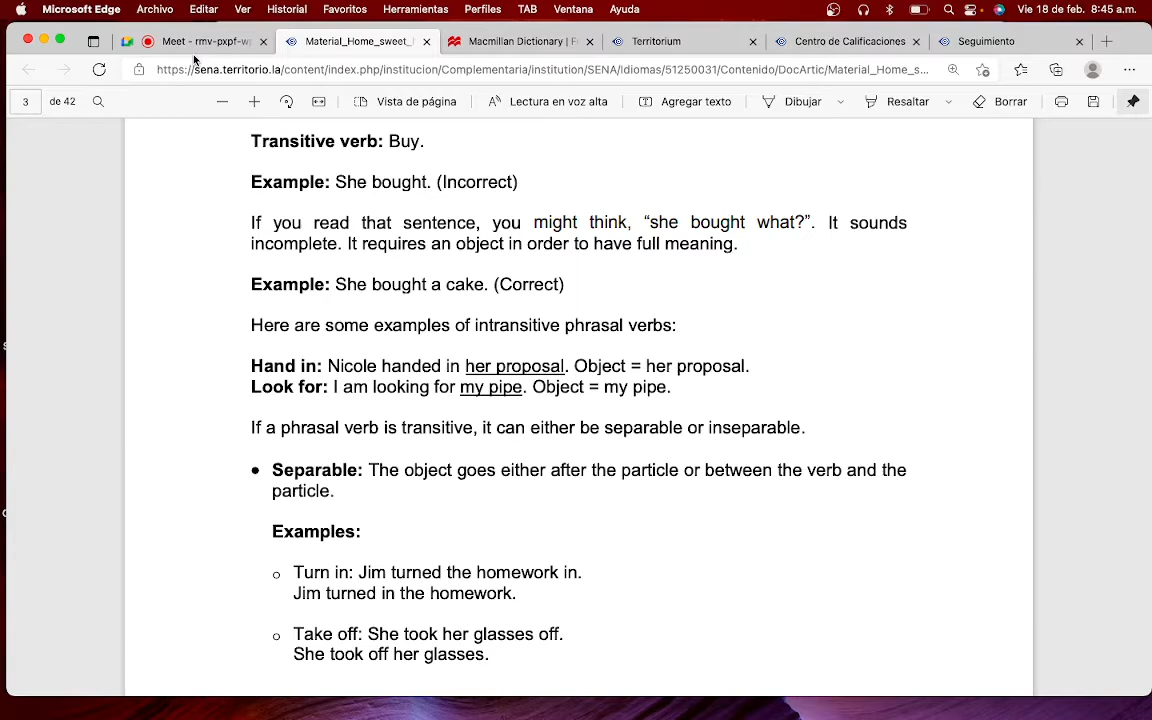 Microsoft Edge Archivo Editar Ver Historial Favoritos Herramientas Perfiles TAB Ventana Ayuda Vie 18 de feb. 8:45 a.m.
Meet - rmv-pxpf-w Material_Home_sweet_ Macmillan Dictionary | F Territorium Centro de Calificaciones Seguimiento
https://sena.territorio.la/content/index.php/institucion/Complementaria/institution/SENA/Idiomas/51250031/Contenido/DocArtic/Material_Home_s...
3 de 42 Vista de página Lectura en voz alta Agregar texto Dibujar Resaltar Borrar
Transitive verb: Buy.
Example: She bought. (Incorrect)
If you read that sentence, you might think, “she bought what?”. It sounds
incomplete. It requires an object in order to have full meaning.
Example: She bought a cake. (Correct)
Here are some examples of intransitive phrasal verbs:
Hand in: Nicole handed in her proposal. Object = her proposal.
Look for: I am looking for my pipe. Object = my pipe.
If a phrasal verb is transitive, it can either be separable or inseparable.
• Separable: The object goes either after the particle or between the verb and the
particle.
Examples:
o Turn in: Jim turned the homework in.
Jim turned in the homework.
o Take off: She took her glasses off.
She took off her glasses.